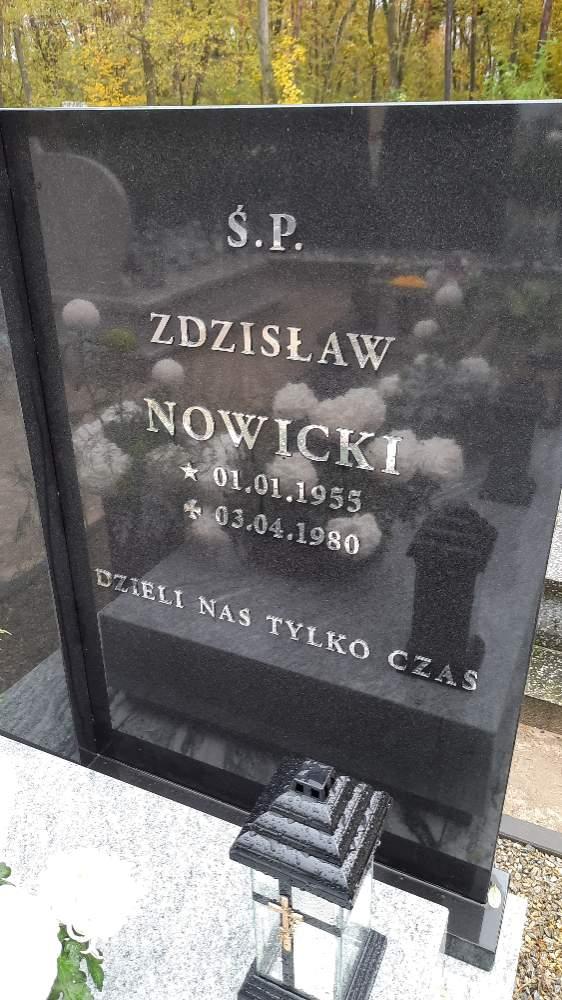 Ś.P.
ZDZISŁAW
NOWICKI
★ 01.01.1955
✠ 03.04.1980
DZIELI NAS TYLKO CZAS